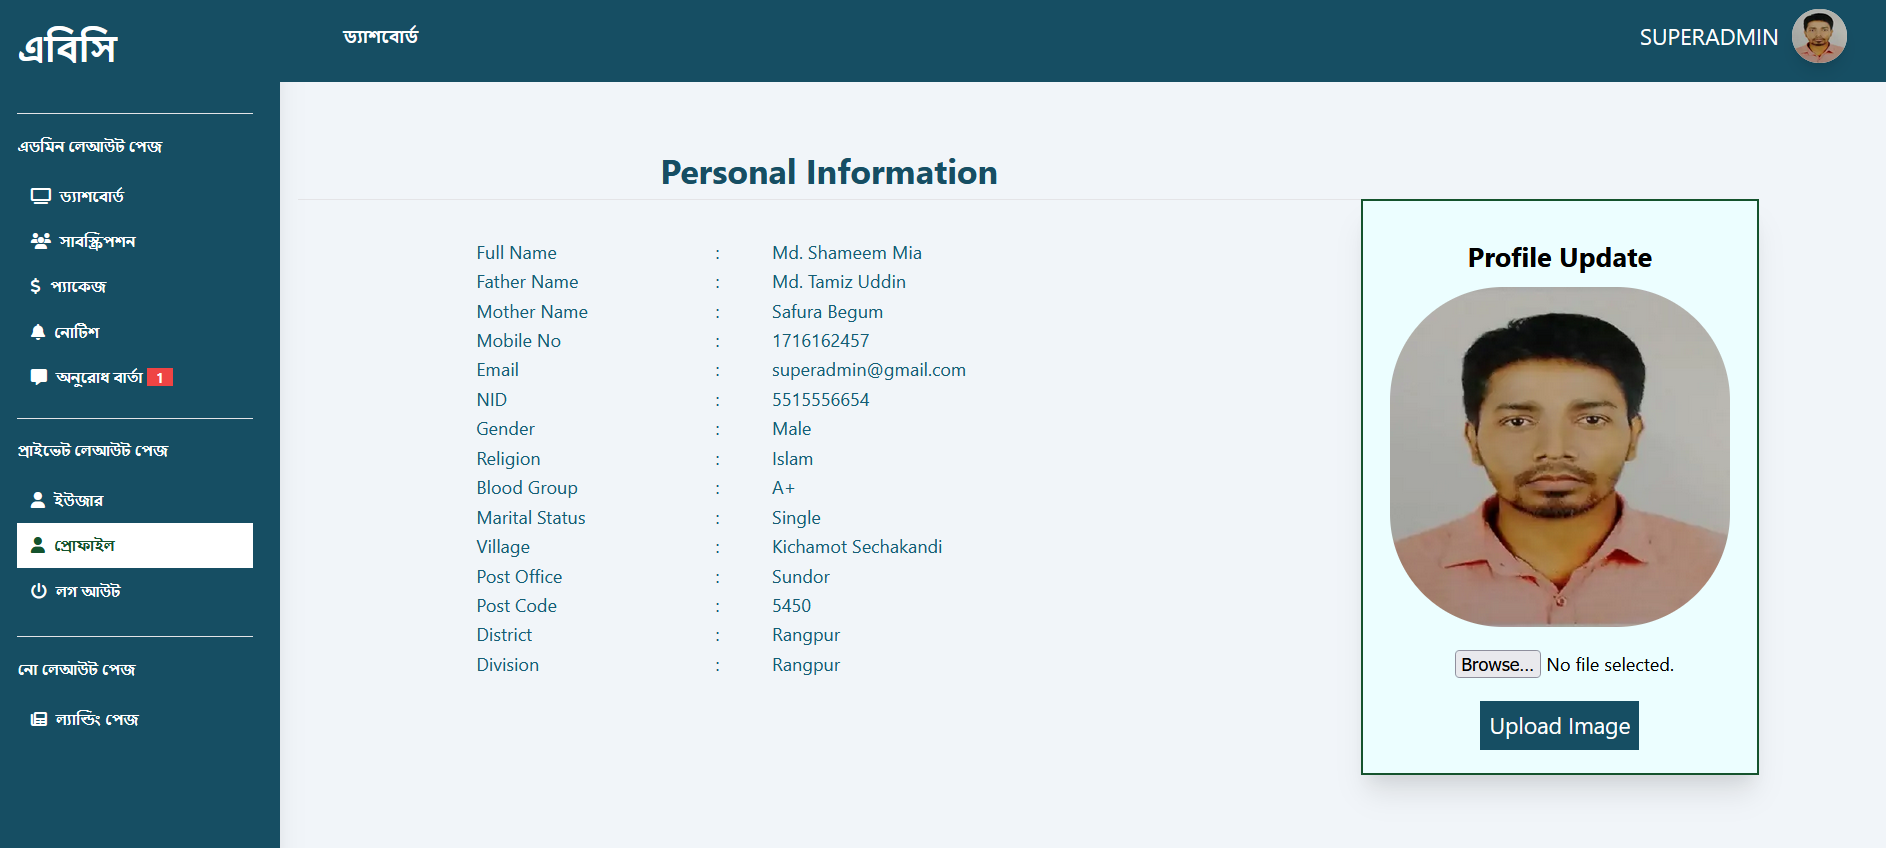 এবিসি
ড্যাশবোর্ড
SUPERADMIN
এডমিন লেআউট পেজ
ড্যাশবোর্ড
সাবস্ক্রিপশন
প্যাকেজ
নোটিশ
অনুরোধ বার্তা 1
প্রাইভেট লেআউট পেজ
ইউজার
প্রোফাইল
লগ আউট
নো লেআউট পেজ
ল্যান্ডিং পেজ
Personal Information
Full Name : Md. Shameem Mia
Father Name : Md. Tamiz Uddin
Mother Name : Safura Begum
Mobile No : 1716162457
Email : superadmin@gmail.com
NID : 5515556654
Gender : Male
Religion : Islam
Blood Group : A+
Marital Status : Single
Village : Kichamot Sechakandi
Post Office : Sundor
Post Code : 5450
District : Rangpur
Division : Rangpur
Profile Update
Browse... No file selected.
Upload Image